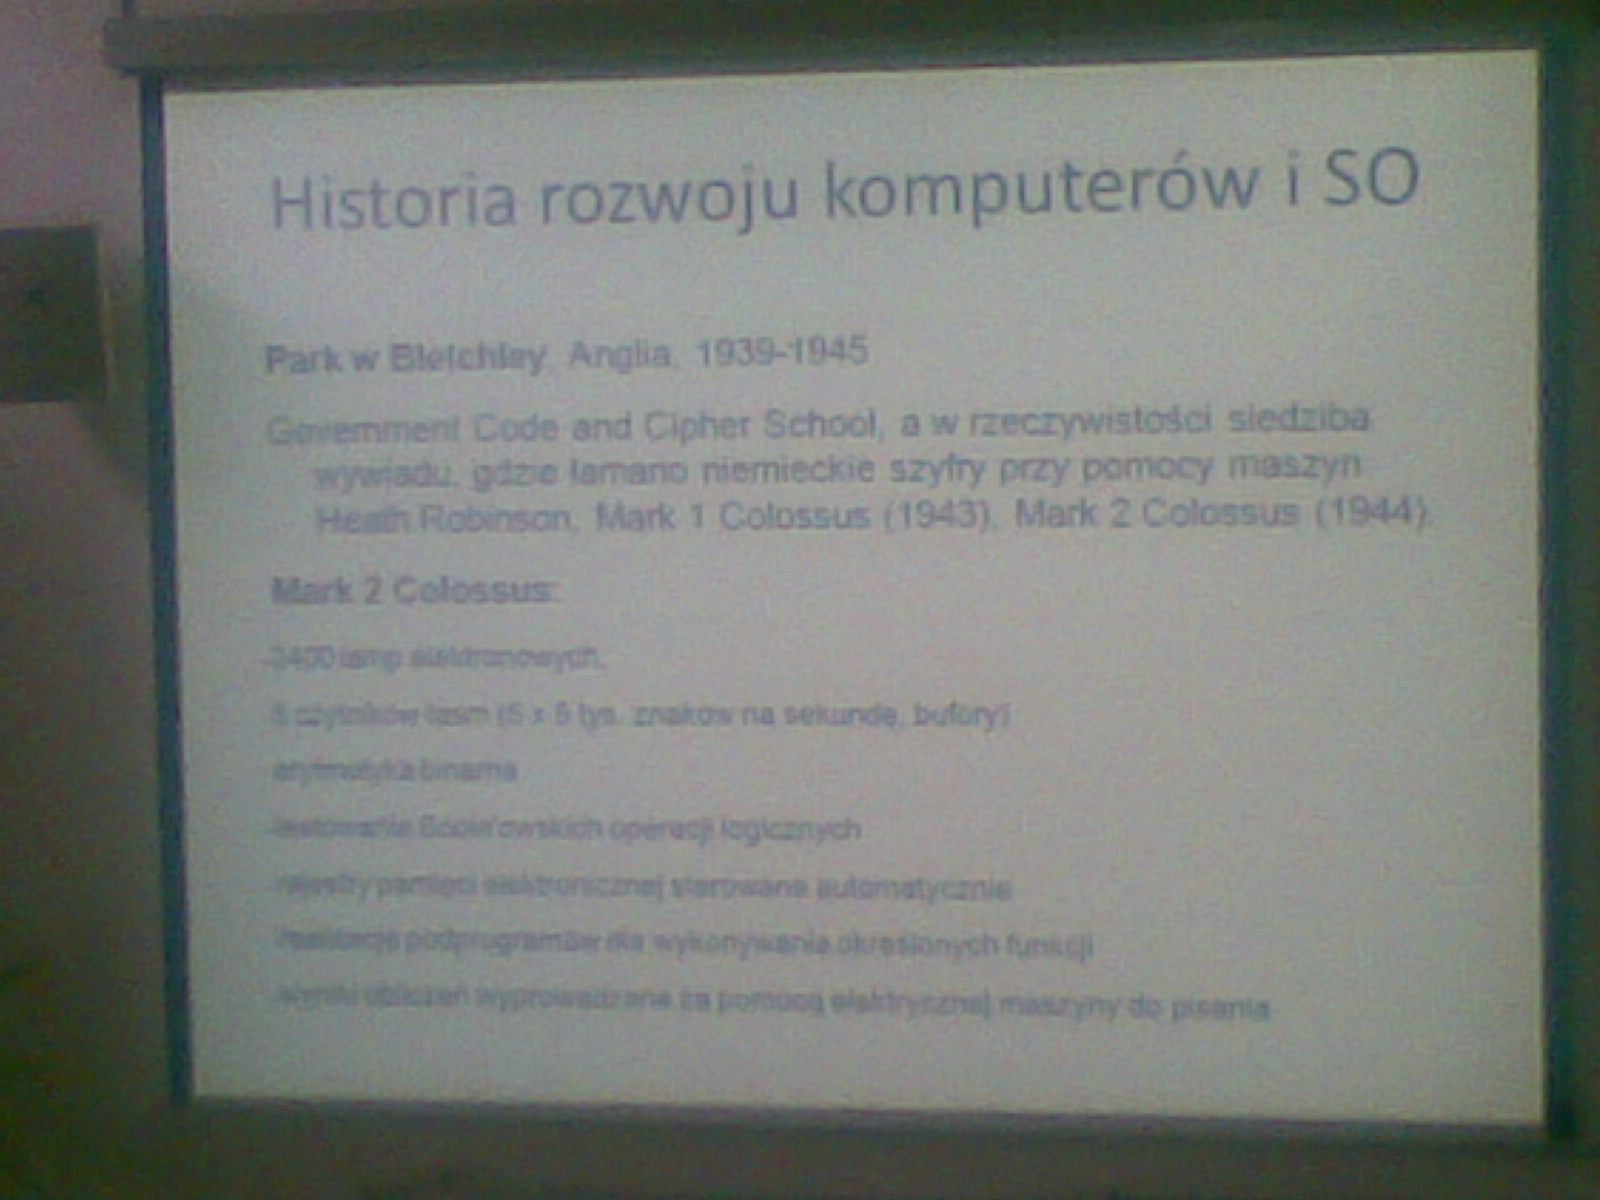 Historia rozwoju komputerów i SO
Park w Bletchley, Anglia, 1939-1945
Government Code and Cipher School, a w rzeczywistości siedziba
wywiadu, gdzie łamano niemieckie szyfry przy pomocy maszyn
Heath Robinson, Mark 1 Colossus (1943), Mark 2 Colossus (1944).
Mark 2 Colossus:
-2400 lamp elektronowych,
5 czytników taśm (5 x 5 tys. znaków na sekundę, bufory)
arytmetyka binarna
-testowanie Boole'owskich operacji logicznych
-rejestry pamięci elektronicznej sterowane automatycznie
-realizacja podprogramów dla wykonywania określonych funkcji
-wyniki obliczeń wyprowadzane za pomocą elektrycznej maszyny do pisania